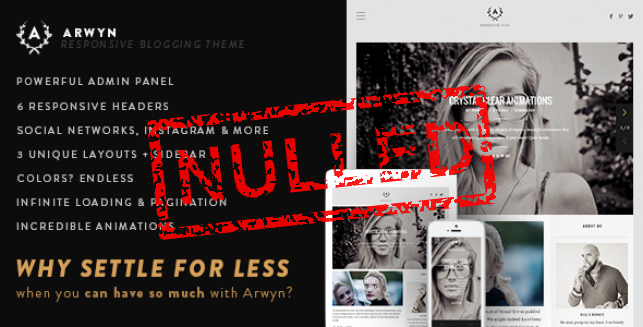 A ARWYN
RESPONSIVE BLOGGING THEME
POWERFUL ADMIN PANEL
6 RESPONSIVE HEADERS
SOCIAL NETWORKS, INSTAGRAM & MORE
3 UNIQUE LAYOUTS + SIDEBAR
COLORS? ENDLESS
INFINITE LOADING & PAGINATION
INCREDIBLE ANIMATIONS
WHY SETTLE FOR LESS
when you can have so much with Arwyn?
NULLED!
A
CRYSTAL CLEAR ANIMATIONS
1/3
ABOUT ME